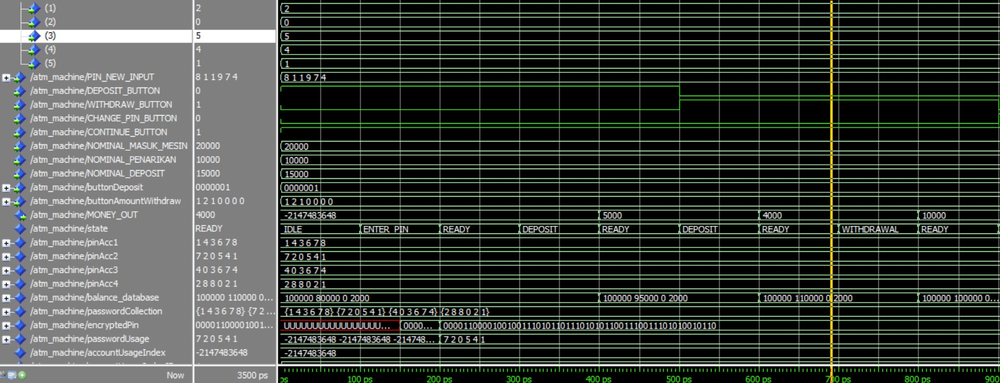 (1) 2 2
(2) 0 0
(3) 5 5
(4) 4 4
(5) 1 1
/atm_machine/PIN_NEW_INPUT 8 1 1 9 7 4 8 1 1 9 7 4
/atm_machine/DEPOSIT_BUTTON 0
/atm_machine/WITHDRAW_BUTTON 1
/atm_machine/CHANGE_PIN_BUTTON 0
/atm_machine/CONTINUE_BUTTON 1
/atm_machine/NOMINAL_MASUK_MESIN 20000 20000
/atm_machine/NOMINAL_PENARIKAN 10000 10000
/atm_machine/NOMINAL_DEPOSIT 15000 15000
/atm_machine/buttonDeposit 0000001 0000001
/atm_machine/buttonAmountWithdraw 1 2 1 0 0 0 0 1 2 1 0 0 0 0
/atm_machine/MONEY_OUT 4000 -2147483648 5000 4000 10000
/atm_machine/state READY IDLE ENTER_PIN READY DEPOSIT READY DEPOSIT READY WITHDRAWAL READY
/atm_machine/pinAcc1 1 4 3 6 7 8 1 4 3 6 7 8
/atm_machine/pinAcc2 7 2 0 5 4 1 7 2 0 5 4 1
/atm_machine/pinAcc3 4 0 3 6 7 4 4 0 3 6 7 4
/atm_machine/pinAcc4 2 8 8 0 2 1 2 8 8 0 2 1
/atm_machine/balance_database 100000 110000 0... 100000 80000 0 2000 100000 95000 0 2000 100000 110000 0 2000 100000 100000 0...
/atm_machine/passwordCollection {1 4 3 6 7 8} {7 2 ... {1 4 3 6 7 8} {7 2 0 5 4 1} {4 0 3 6 7 4} {2 8 8 0 2 1}
/atm_machine/encryptedPin 00001100001001... UUUUUUUUUUUUUUUUU... 0000...
/atm_machine/passwordUsage 7 2 0 5 4 1 -2147483648 -2147483648 -214748... 7 2 0 5 4 1
/atm_machine/accountUsageIndex -2147483648 -2147483648
Now 3500 ps 100 ps 200 ps 300 ps 400 ps 500 ps 600 ps 700 ps 800 ps